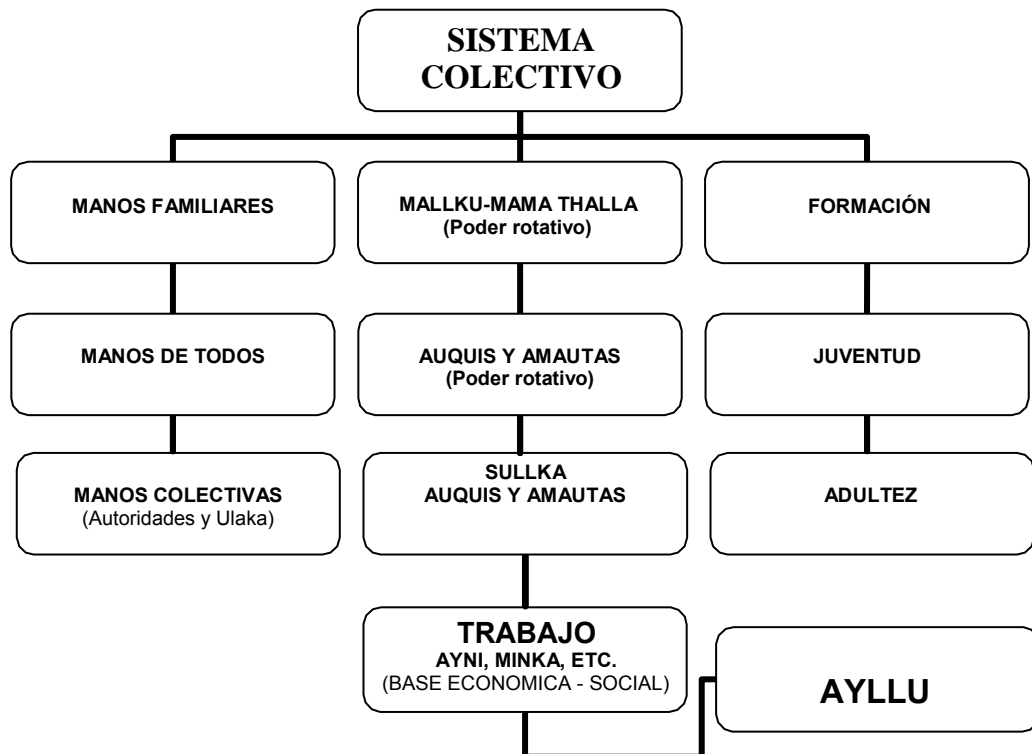 SISTEMA
COLECTIVO
MANOS FAMILIARES
MALLKU-MAMA THALLA
(Poder rotativo)
FORMACIÓN
MANOS DE TODOS
AUQUIS Y AMAUTAS
(Poder rotativo)
JUVENTUD
MANOS COLECTIVAS
(Autoridades y Ulaka)
SULLKA
AUQUIS Y AMAUTAS
ADULTEZ
TRABAJO
AYNI, MINKA, ETC.
(BASE ECONOMICA - SOCIAL)
AYLLU